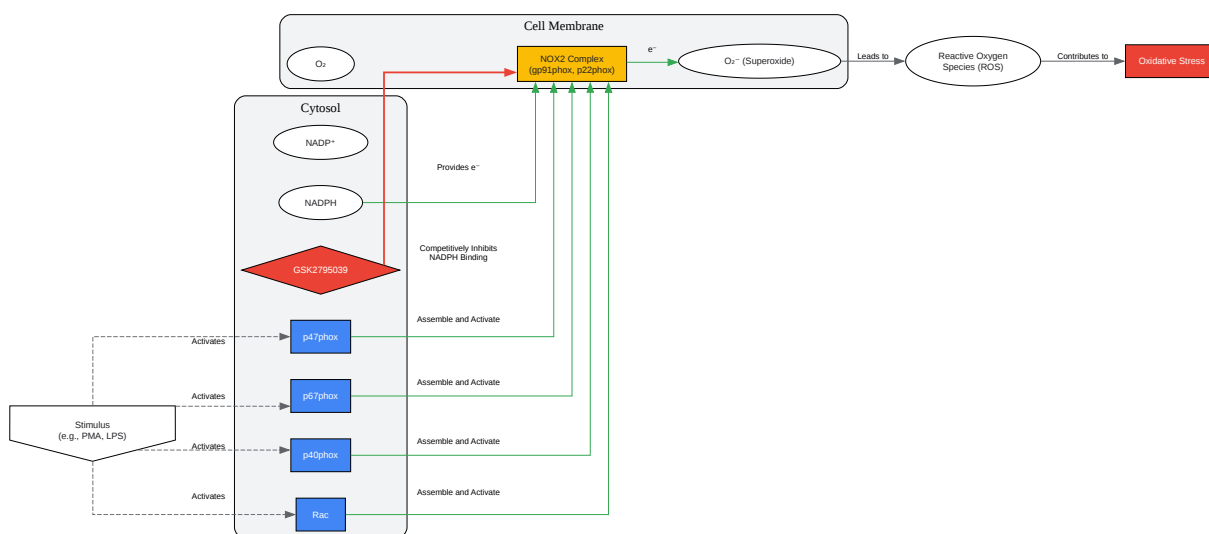 Cell Membrane
O₂
NOX2 Complex
(gp91phox, p22phox)
e⁻
O₂⁻ (Superoxide)
Leads to
Reactive Oxygen
Species (ROS)
Contributes to
Oxidative Stress
Cytosol
NADP⁺
Provides e⁻
NADPH
Competitively Inhibits
NADPH Binding
GSK2795039
Assemble and Activate
p47phox
Activates
Assemble and Activate
p67phox
Activates
Stimulus
(e.g., PMA, LPS)
Assemble and Activate
p40phox
Activates
Assemble and Activate
Activates
Rac